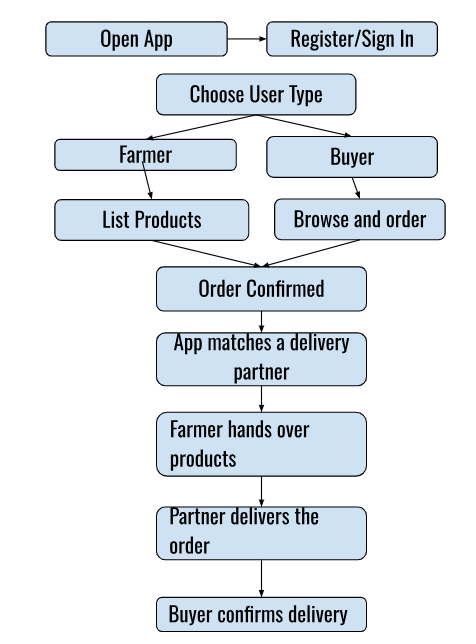 Open App
Register/Sign In
Choose User Type
Farmer
Buyer
List Products
Browse and order
Order Confirmed
App matches a delivery
partner
Farmer hands over
products
Partner delivers the
order
Buyer confirms delivery